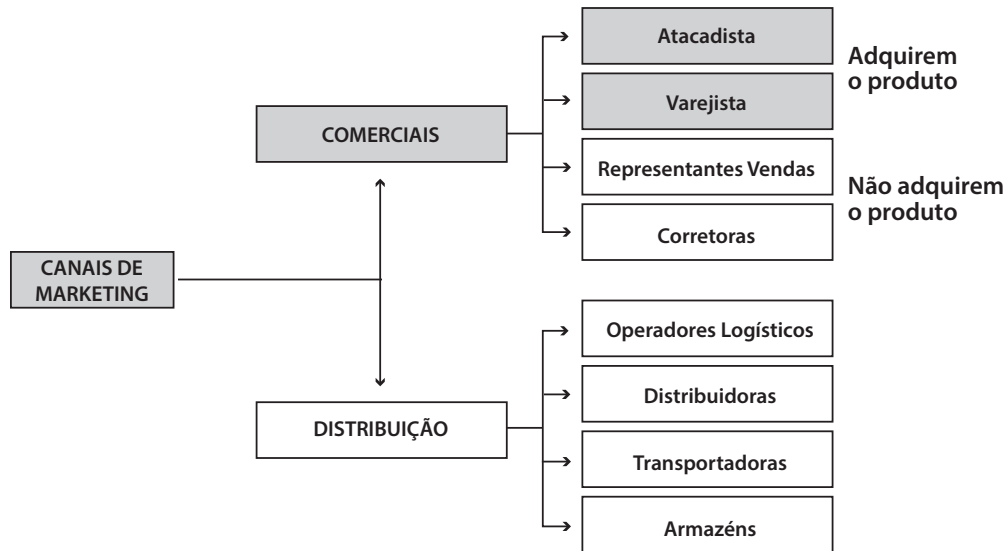 Atacadista
Varejista
Adquirem
o produto
COMERCIAIS
Representantes Vendas
Corretoras
Não adquirem
o produto
CANAIS DE
MARKETING
Operadores Logísticos
Distribuidoras
DISTRIBUIÇÃO
Transportadoras
Armazéns